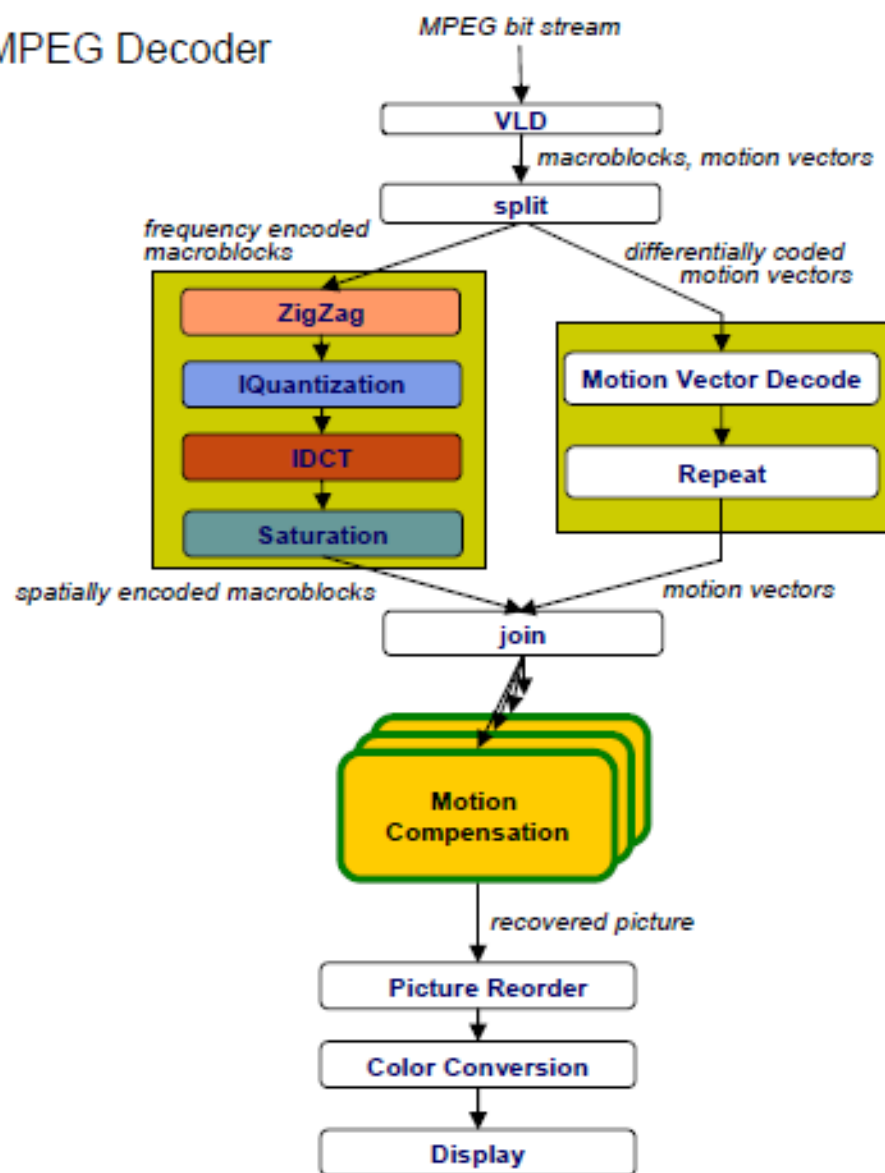 MPEG Decoder
MPEG bit stream
VLD
macroblocks, motion vectors
split
frequency encoded
macroblocks
differentially coded
motion vectors
ZigZag
IQuantization
IDCT
Saturation
Motion Vector Decode
Repeat
spatially encoded macroblocks
motion vectors
join
Motion
Compensation
recovered picture
Picture Reorder
Color Conversion
Display